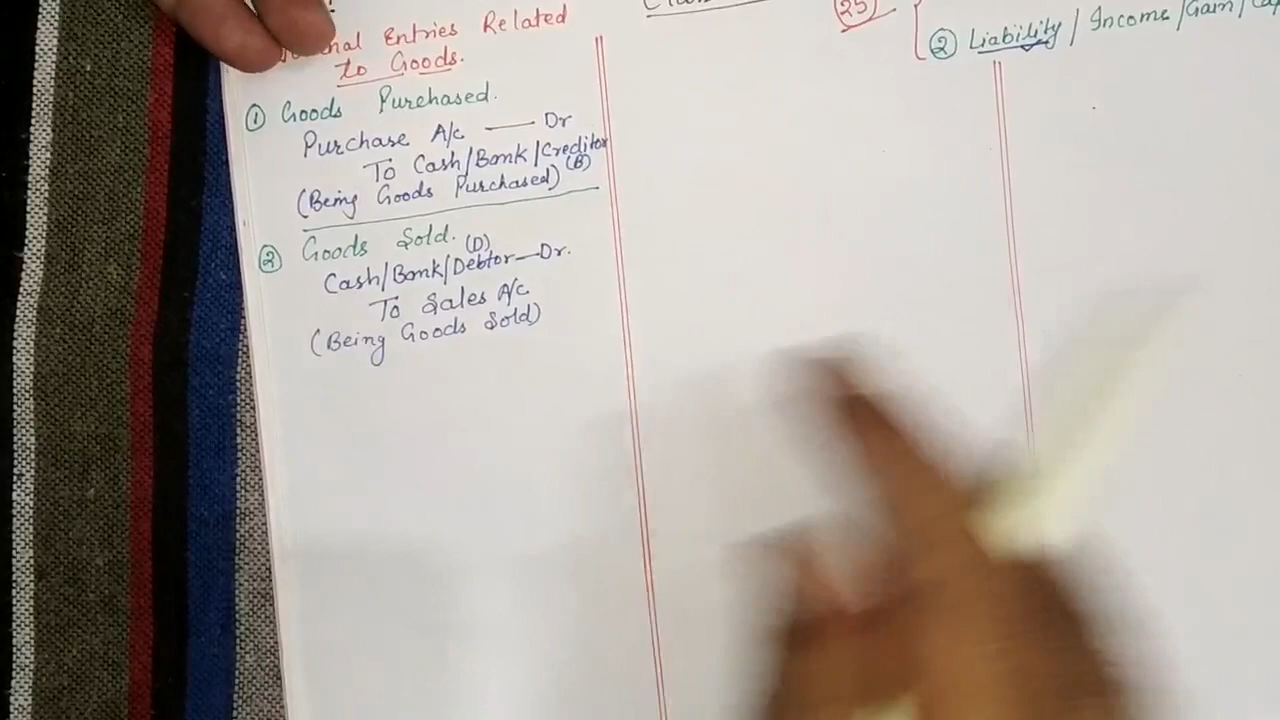 Entries Related
to Goods.
① Goods Purchased.
Purchase A/c —— Dr
To Cash/Bank/Creditor
(B)
(Being Goods Purchased)
② Goods Sold.
(D)
Cash/Bank/Debtor—Dr.
To Sales A/c
(Being Goods Sold)
25
② Liability / Income / Gain /